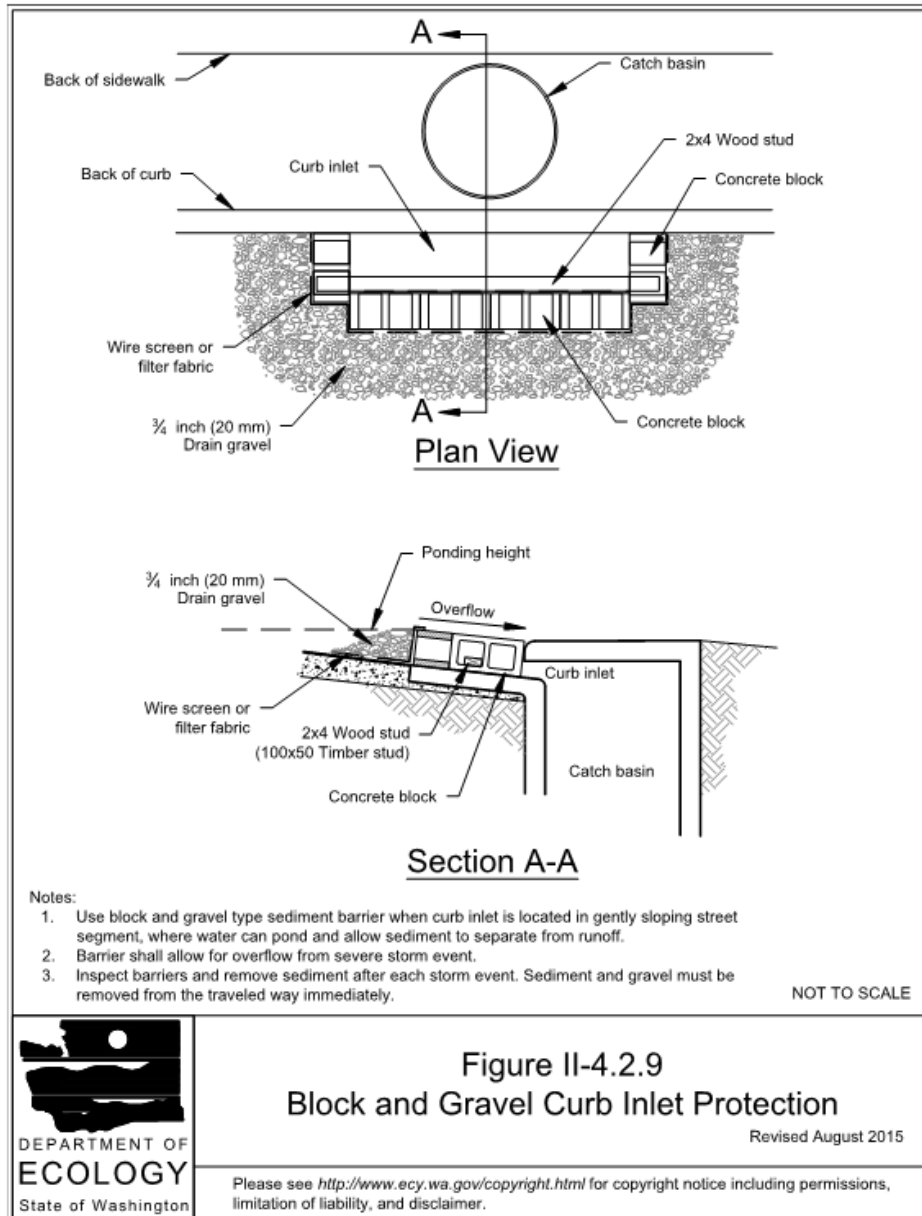 A
Back of sidewalk
Catch basin
2x4 Wood stud
Curb inlet
Concrete block
Back of curb
Wire screen or
filter fabric
¾ inch (20 mm)
Drain gravel
A
Concrete block
Plan View
Ponding height
¾ inch (20 mm)
Drain gravel
Overflow
Curb inlet
Wire screen or
filter fabric
2x4 Wood stud
(100x50 Timber stud)
Catch basin
Concrete block
Section A-A
Notes:
1. Use block and gravel type sediment barrier when curb inlet is located in gently sloping street
segment, where water can pond and allow sediment to separate from runoff.
2. Barrier shall allow for overflow from severe storm event.
3. Inspect barriers and remove sediment after each storm event. Sediment and gravel must be
removed from the traveled way immediately.
NOT TO SCALE
DEPARTMENT OF
ECOLOGY
State of Washington
Figure II-4.2.9
Block and Gravel Curb Inlet Protection
Revised August 2015
Please see http://www.ecy.wa.gov/copyright.html for copyright notice including permissions,
limitation of liability, and disclaimer.